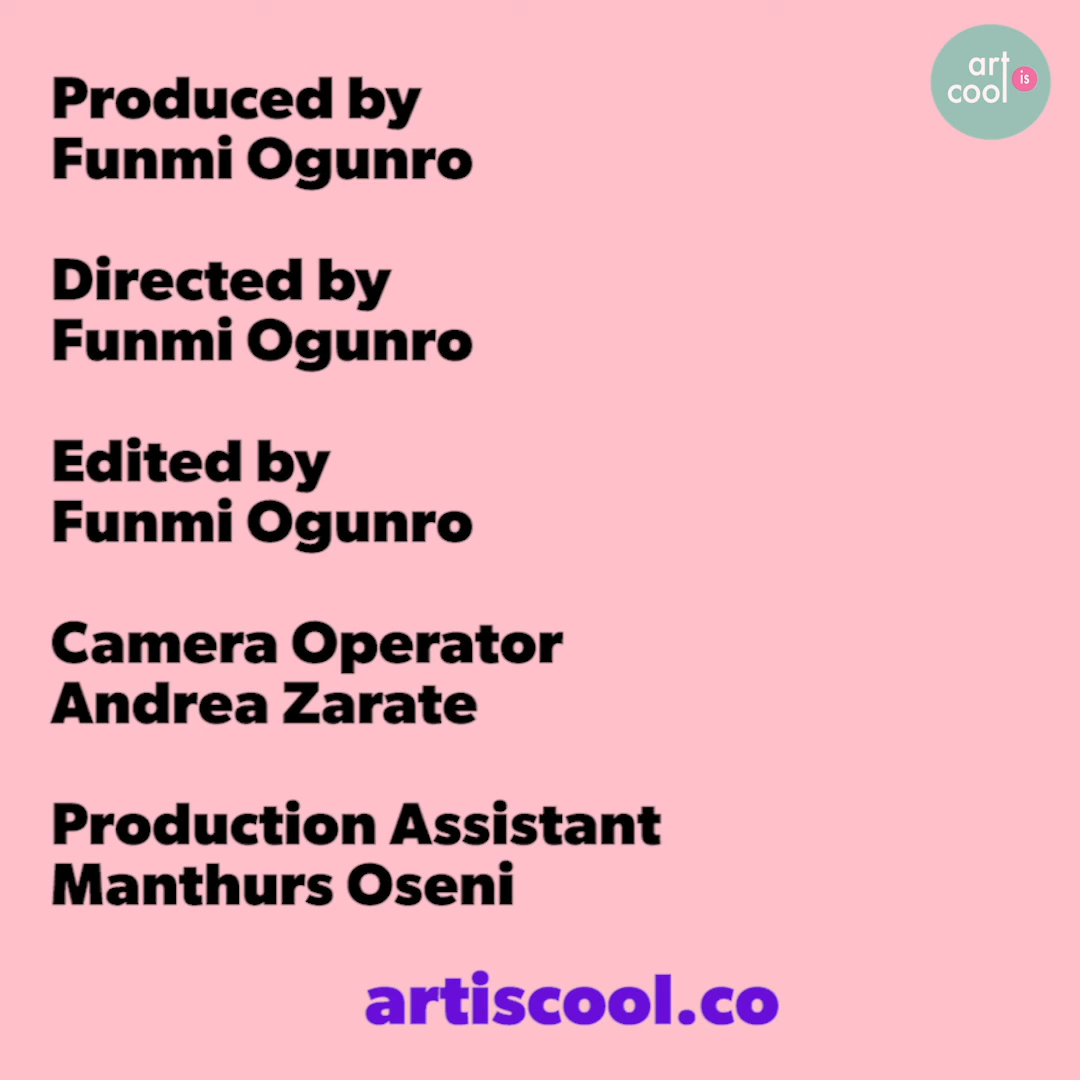 art
is
cool
Produced by
Funmi Ogunro
Directed by
Funmi Ogunro
Edited by
Funmi Ogunro
Camera Operator
Andrea Zarate
Production Assistant
Manthurs Oseni
artiscool.co